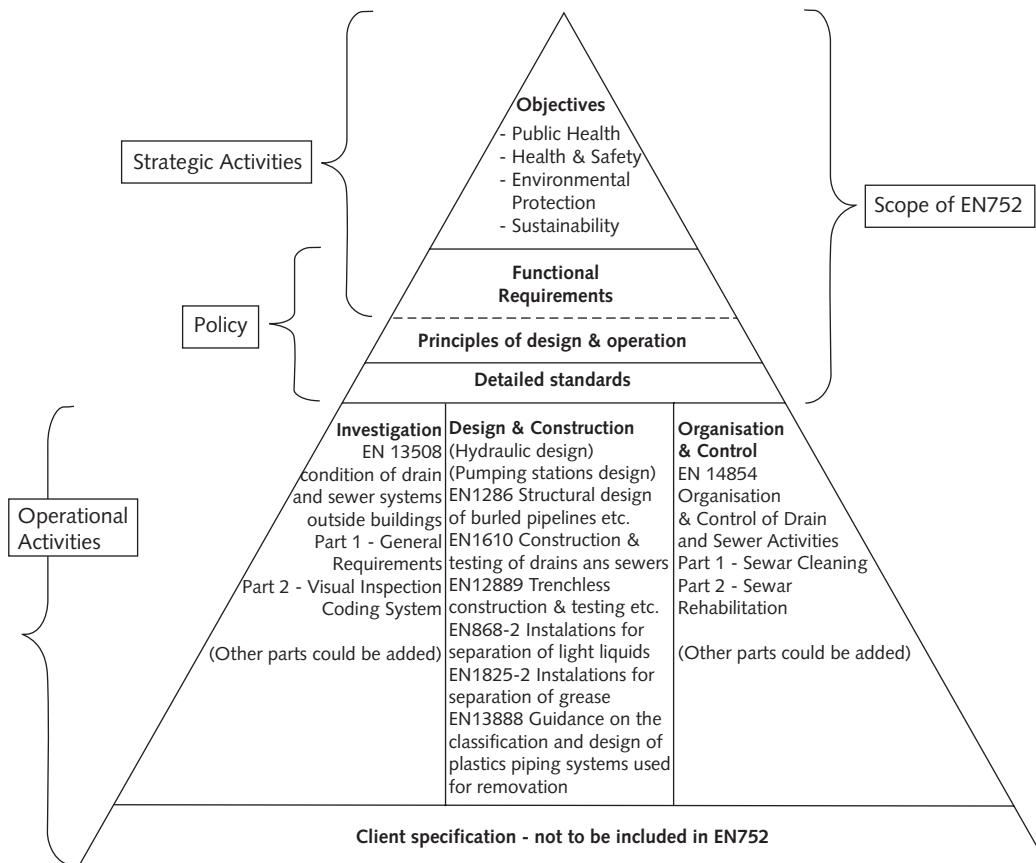 Objectives
- Public Health
- Health & Safety
- Environmental
Protection
- Sustainability
Strategic Activities
Scope of EN752
Functional
Requirements
Policy
Principles of design & operation
Detailed standards
Operational
Activities
Investigation
EN 13508
condition of drain
and sewer systems
outside buildings
Part 1 - General
Requirements
Part 2 - Visual Inspection
Coding System
(Other parts could be added)
Design & Construction
(Hydraulic design)
(Pumping stations design)
EN1286 Structural design
of burled pipelines etc.
EN1610 Construction &
testing of drains ans sewers
EN12889 Trenchless
construction & testing etc.
EN868-2 Instalations for
separation of light liquids
EN1825-2 Instalations for
separation of grease
EN13888 Guidance on the
classification and design of
plastics piping systems used
for removation
Organisation
& Control
EN 14854
Organisation
& Control of Drain
and Sewer Activities
Part 1 - Sewar Cleaning
Part 2 - Sewar
Rehabilitation
(Other parts could be added)
Client specification - not to be included in EN752